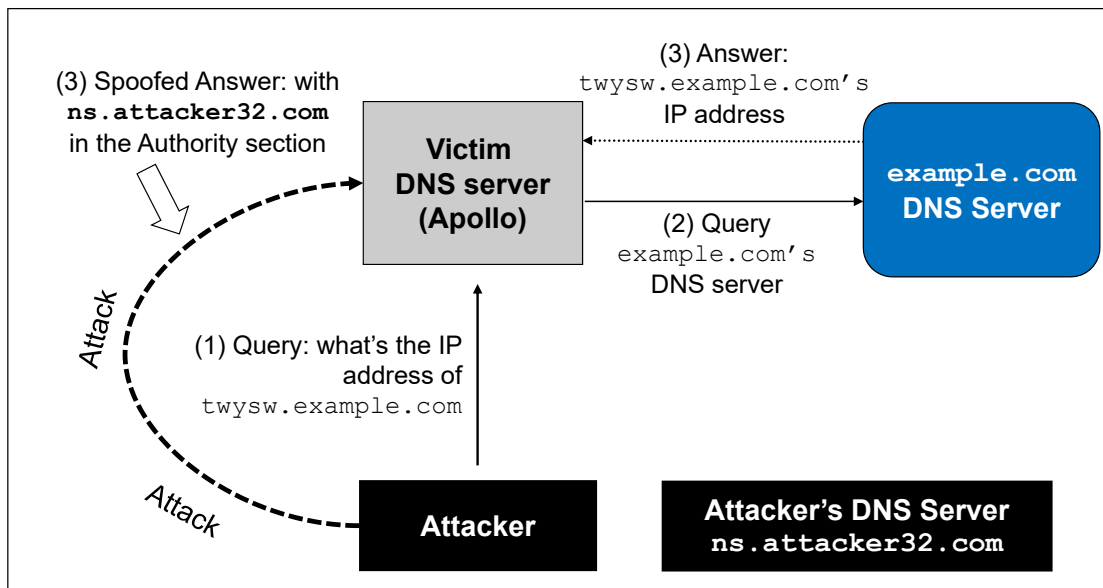 (3) Spoofed Answer: with
ns.attacker32.com
in the Authority section
(3) Answer:
twysw.example.com’s
IP address
Victim
DNS server
(Apollo)
example.com
DNS Server
(2) Query
example.com’s
DNS server
Attack
(1) Query: what’s the IP
address of
twysw.example.com
Attack
Attacker
Attacker’s DNS Server
ns.attacker32.com